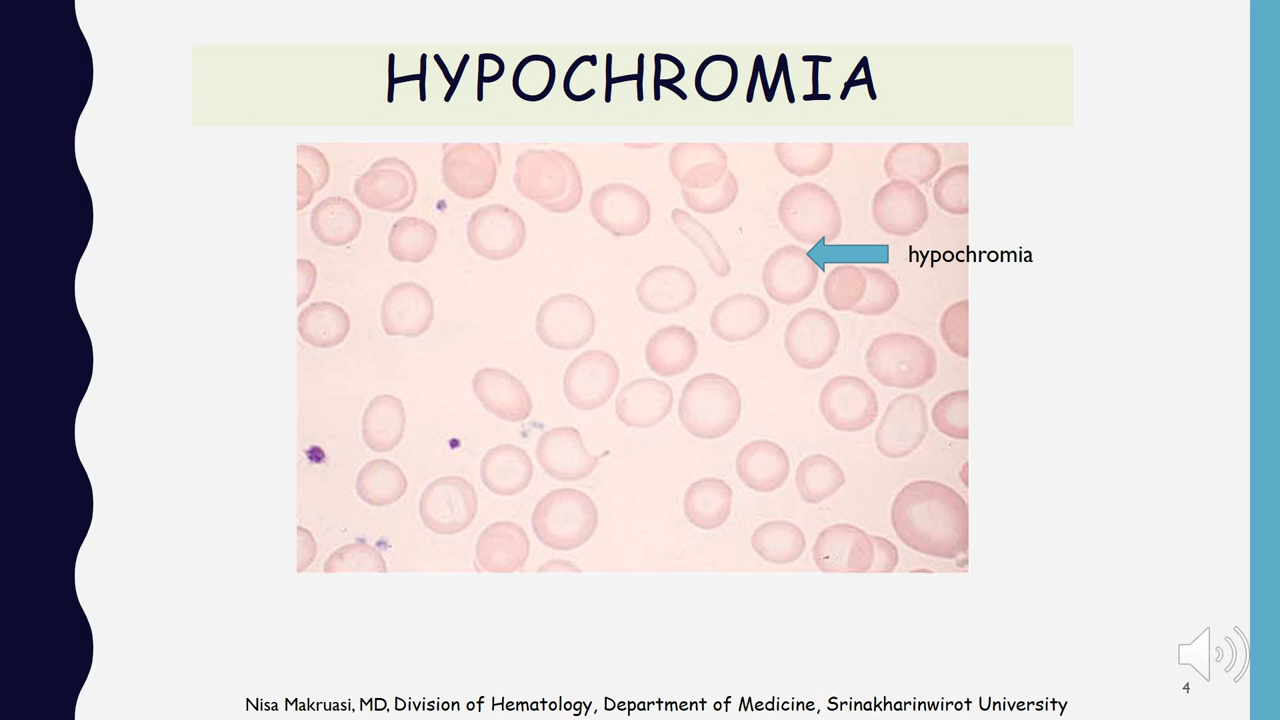 HYPOCHROMIA
hypochromia
4
Nisa Makruasi, MD, Division of Hematology, Department of Medicine, Srinakharinwirot University